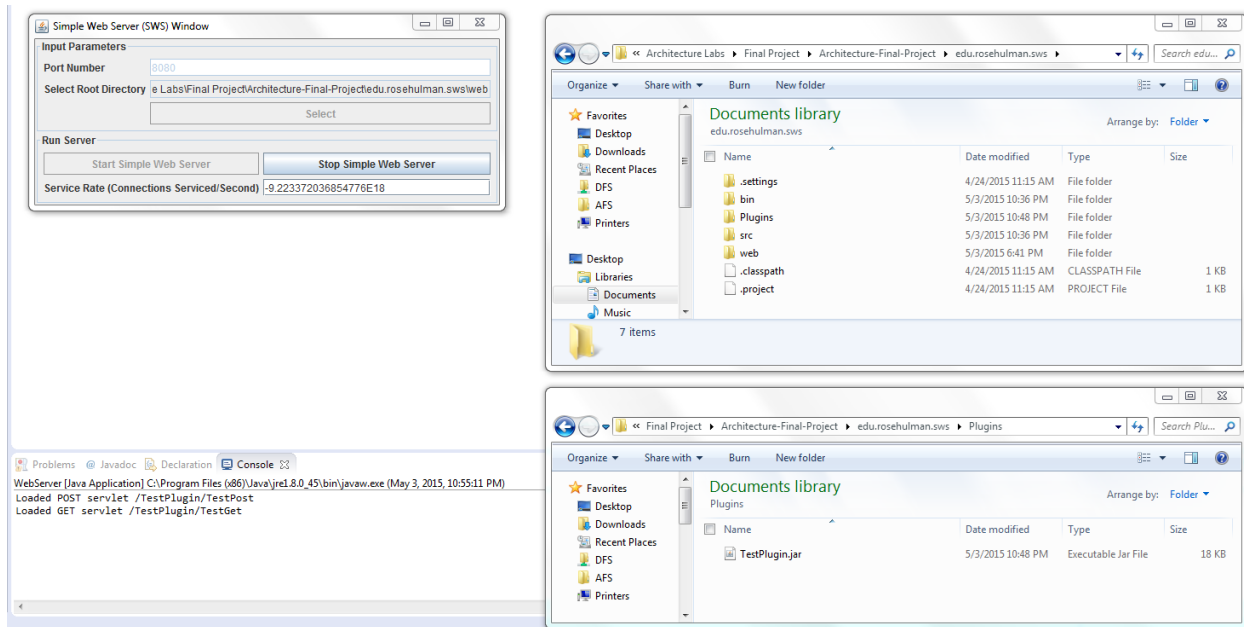 Simple Web Server (SWS) Window
Input Parameters
Port Number 8080
Select Root Directory e Labs\Final Project\Architecture-Final-Project\edu.rosehulman.sws\web
Select
Run Server
Start Simple Web Server Stop Simple Web Server
Service Rate (Connections Serviced/Second) -9.223372036854776E18
Problems @ Javadoc Declaration Console
WebServer [Java Application] C:\Program Files (x86)\Java\jre1.8.0_45\bin\javaw.exe (May 3, 2015, 10:55:11 PM)
Loaded POST servlet /TestPlugin/TestPost
Loaded GET servlet /TestPlugin/TestGet
« Architecture Labs Final Project Architecture-Final-Project edu.rosehulman.sws Search edu...
Organize Share with Burn New folder
Favorites
Desktop
Downloads
Recent Places
DFS
AFS
Printers
Desktop
Libraries
Documents
Music
Documents library
edu.rosehulman.sws
Arrange by: Folder
Name Date modified Type Size
.settings 4/24/2015 11:15 AM File folder
bin 5/3/2015 10:36 PM File folder
Plugins 5/3/2015 10:48 PM File folder
src 5/3/2015 10:36 PM File folder
web 5/3/2015 6:41 PM File folder
.classpath 4/24/2015 11:15 AM CLASSPATH File 1 KB
.project 4/24/2015 11:15 AM PROJECT File 1 KB
7 items
« Final Project Architecture-Final-Project edu.rosehulman.sws Plugins Search Plu...
Organize Share with Burn New folder
Favorites
Desktop
Downloads
Recent Places
DFS
AFS
Printers
Documents library
Plugins
Arrange by: Folder
Name Date modified Type Size
TestPlugin.jar 5/3/2015 10:48 PM Executable Jar File 18 KB